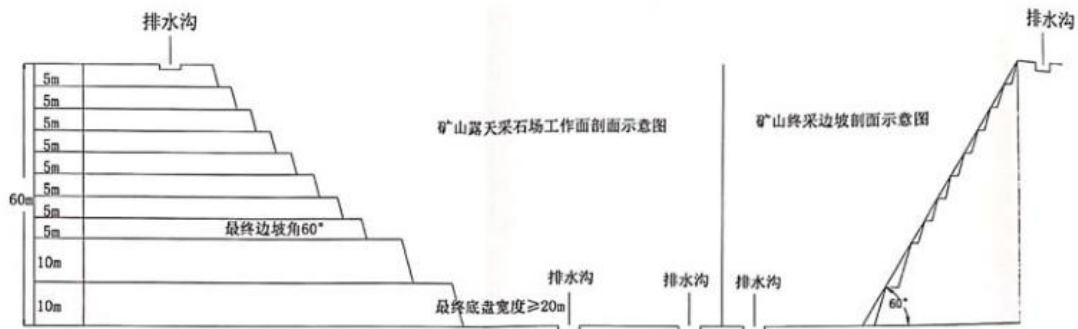 排水沟
排水沟
5m
5m
5m
5m
5m
5m
5m
5m
10m
10m
60m
矿山露天采石场工作面剖面示意图
矿山终采边坡剖面示意图
最终边坡角60°
最终底盘宽度≥20m
排水沟
排水沟
排水沟
60°